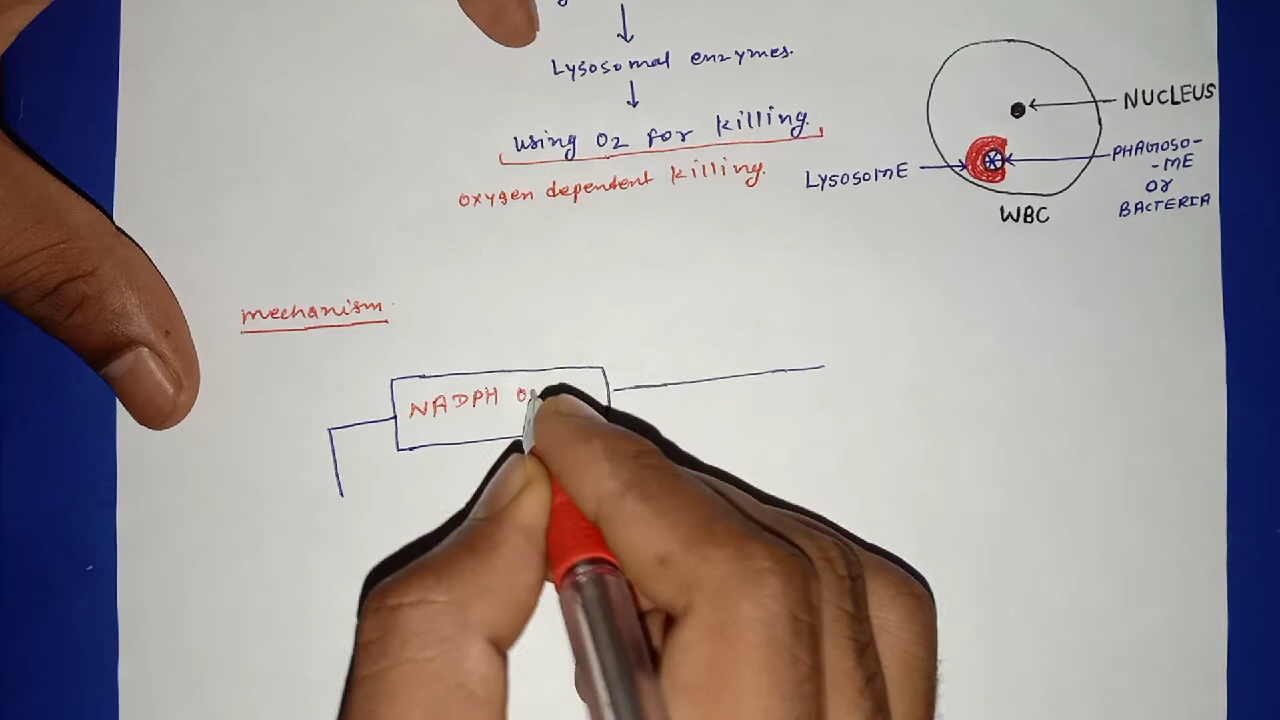 Lysosomal enzymes.
using O2 for killing.
oxygen dependent killing.
NUCLEUS
LYSOSOME
PHAGOSO-
-ME
or
BACTERIA
WBC
mechanism.
NADPH